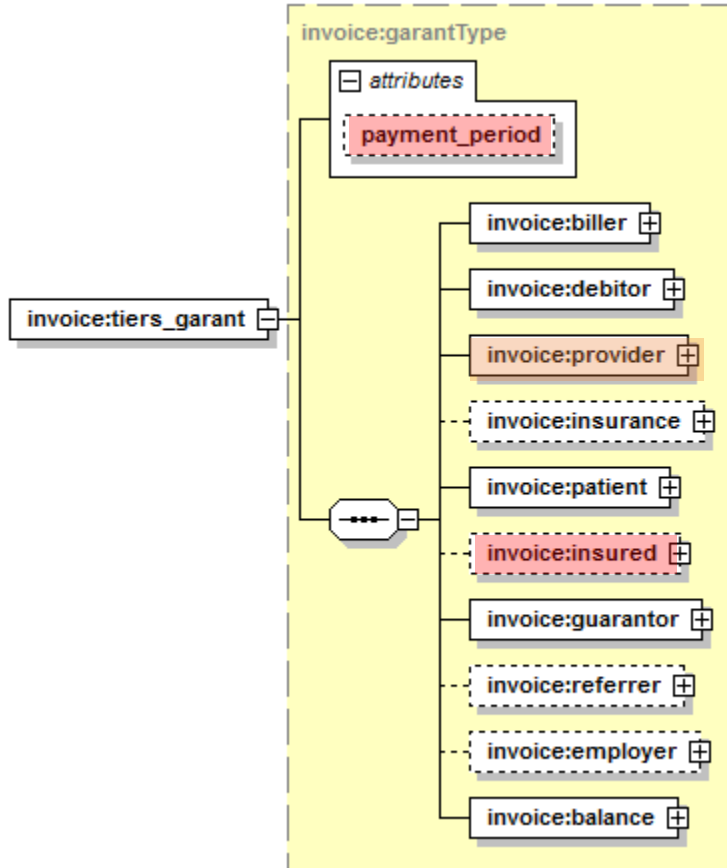 invoice:garantType
attributes
payment_period
invoice:biller
invoice:debitor
invoice:tiers_garant
invoice:provider
invoice:insurance
invoice:patient
invoice:insured
invoice:guarantor
invoice:referrer
invoice:employer
invoice:balance